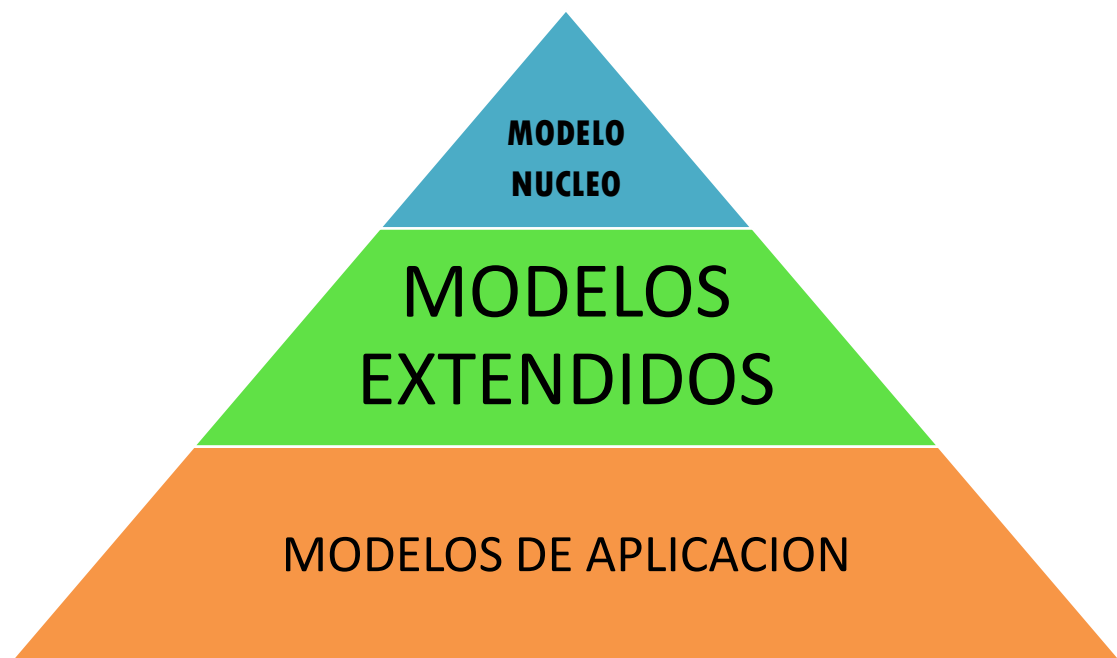 MODELO
NUCLEO
MODELOS
EXTENDIDOS
MODELOS DE APLICACION